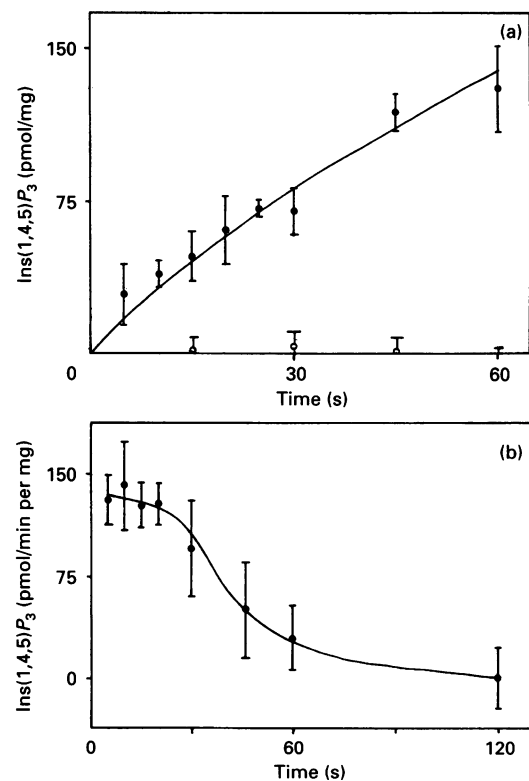 (a)
150
75
0
30
60
Time (s)
Ins(1,4,5)P₃ (pmol/mg)
(b)
150
75
0
0
60
120
Time (s)
Ins(1,4,5)P₃ (pmol/min per mg)